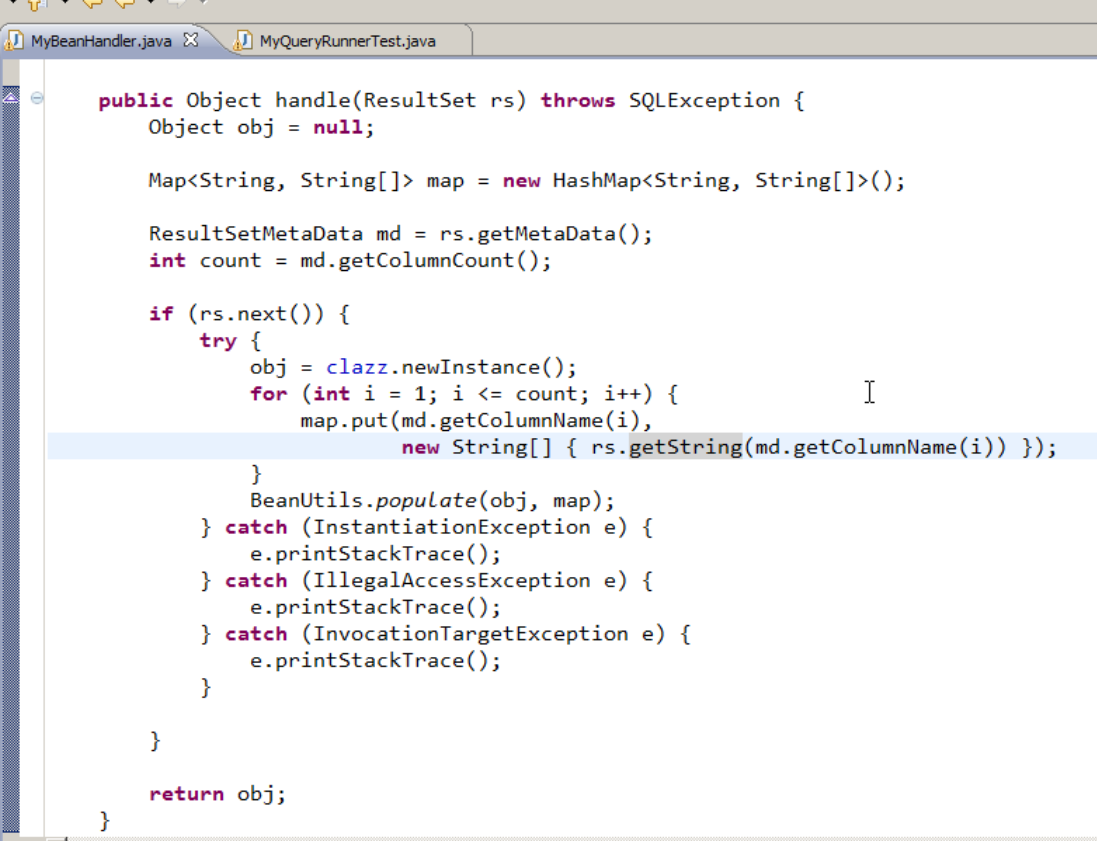 MyBeanHandler.java MyQueryRunnerTest.java
public Object handle(ResultSet rs) throws SQLException {
Object obj = null;
Map<String, String[]> map = new HashMap<String, String[]>();
ResultSetMetaData md = rs.getMetaData();
int count = md.getColumnCount();
if (rs.next()) {
try {
obj = clazz.newInstance();
for (int i = 1; i <= count; i++) {
map.put(md.getColumnName(i),
new String[] { rs.getString(md.getColumnName(i)) });
}
BeanUtils.populate(obj, map);
} catch (InstantiationException e) {
e.printStackTrace();
} catch (IllegalAccessException e) {
e.printStackTrace();
} catch (InvocationTargetException e) {
e.printStackTrace();
}
}
return obj;
}